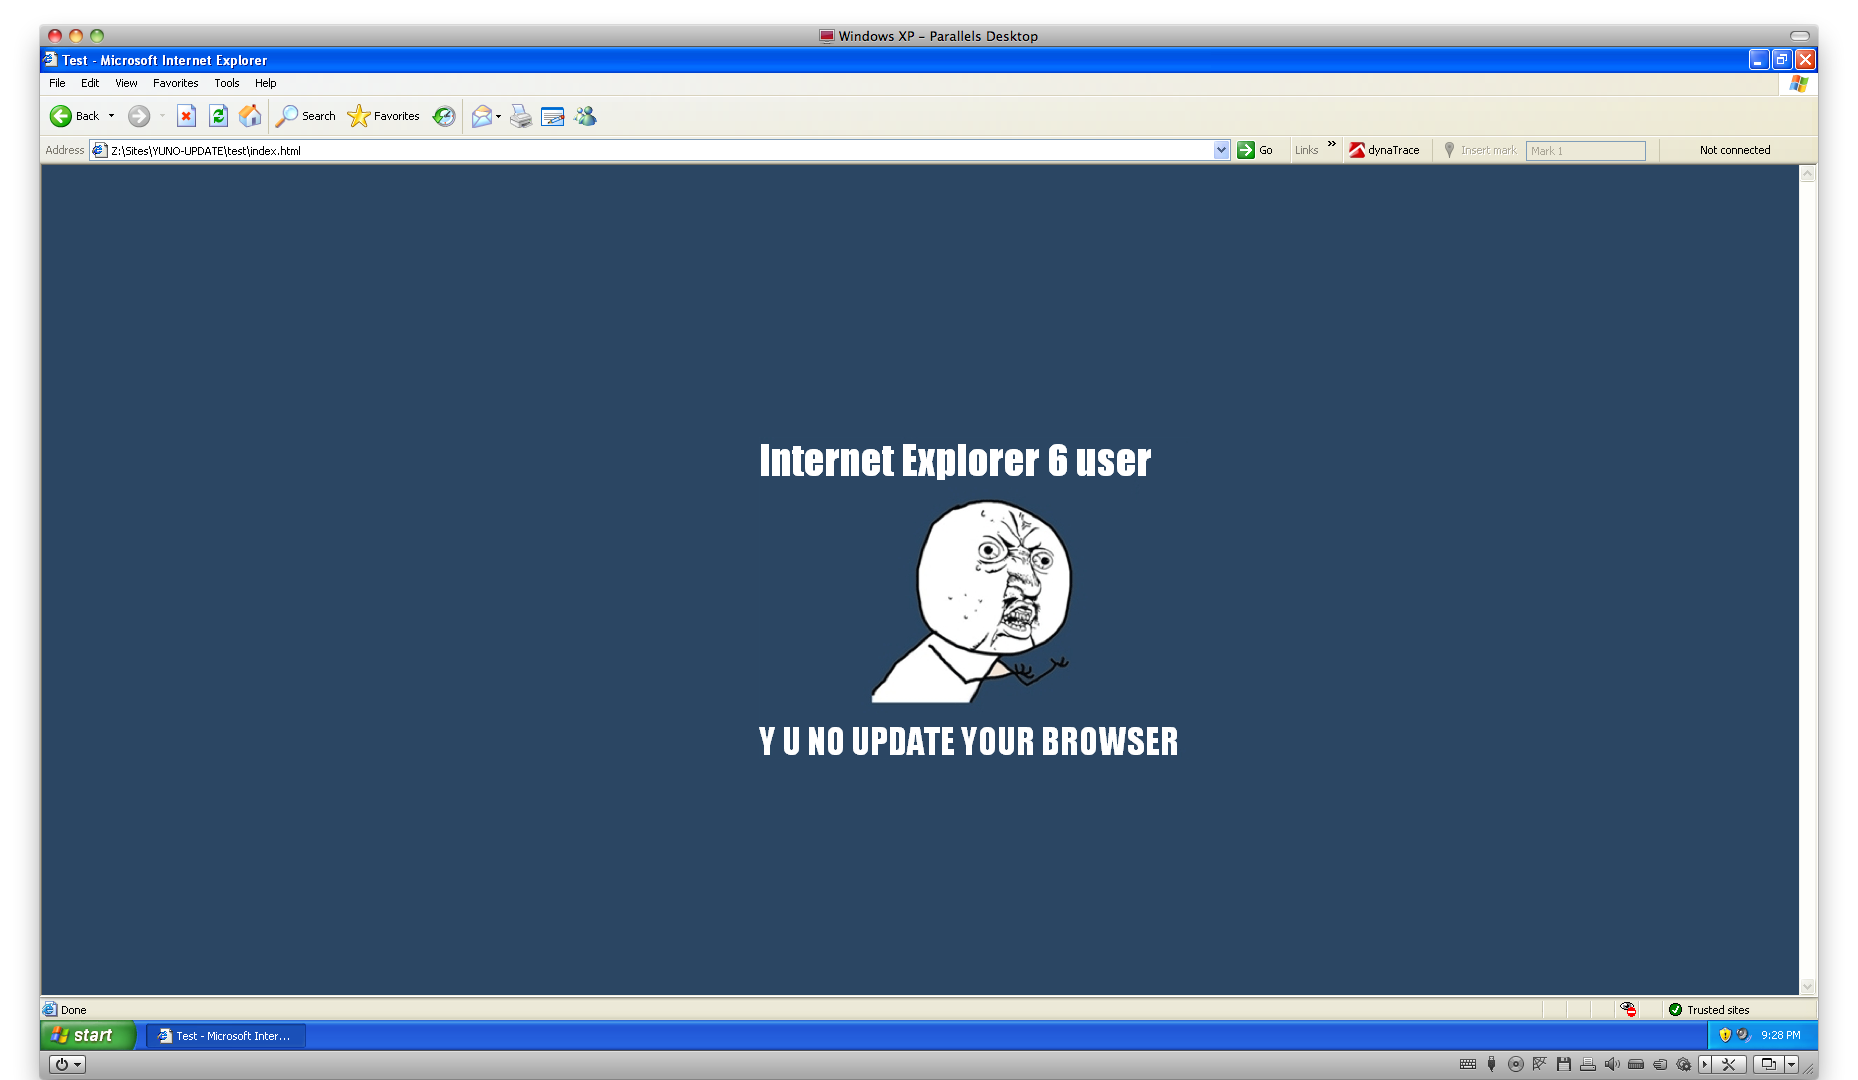 Windows XP - Parallels Desktop
Test - Microsoft Internet Explorer
File Edit View Favorites Tools Help
Back Search Favorites
Address Z:\Sites\YUNO-UPDATE\test\index.html Go Links » dynaTrace Insert mark Mark 1 Not connected
Internet Explorer 6 user
Y U NO UPDATE YOUR BROWSER
Done Trusted sites
start Test - Microsoft Inter... 9:28 PM